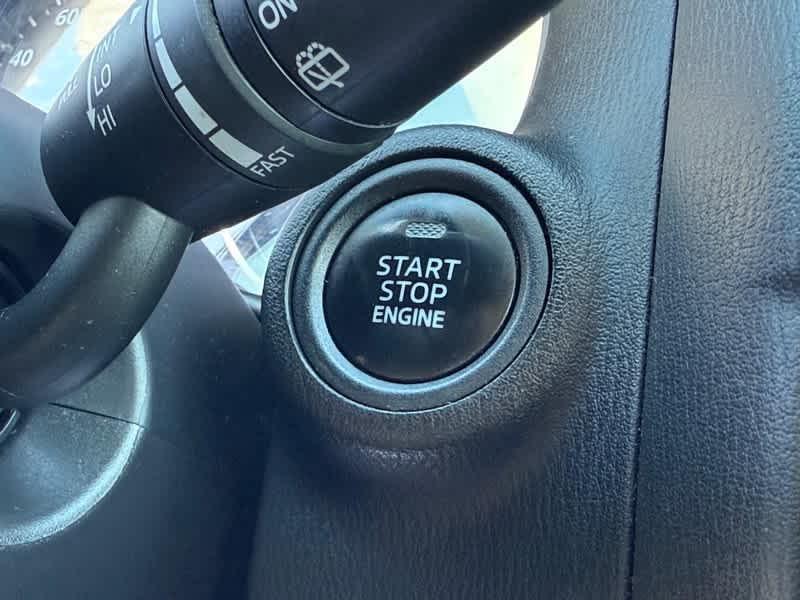 60
40
ON
INT
LO
HI
FAST
START
STOP
ENGINE